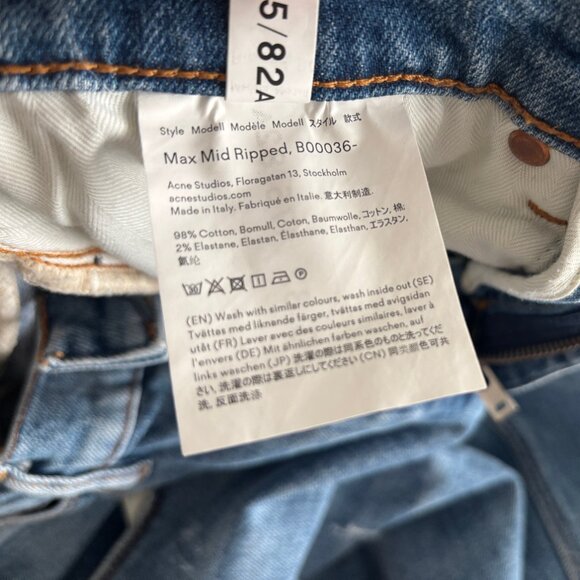 5/82A
Style Modell Modèle Modell スタイル 款式
Max Mid Ripped, B00036-
Acne Studios, Floragatan 13, Stockholm
acnestudios.com
Made in Italy. Fabriqué en Italie. 意大利制造.
98% Cotton, Bomull, Coton, Baumwolle, コットン, 棉;
2% Elastane, Elastan, Élasthane, Elasthan, エラスタン,
氨纶
(EN) Wash with similar colours, wash inside out (SE)
Tvättas med liknande färger, tvättas med avigsidan
utåt (FR) Laver avec des couleurs similaires, laver à
l'envers (DE) Mit ähnlichen farben waschen, auf
links waschen (JP) 洗濯の際は同系色のものと洗ってくだ
さい、洗濯の際は裏返しにしてください (CN) 同类颜色可共
洗, 反面洗涤